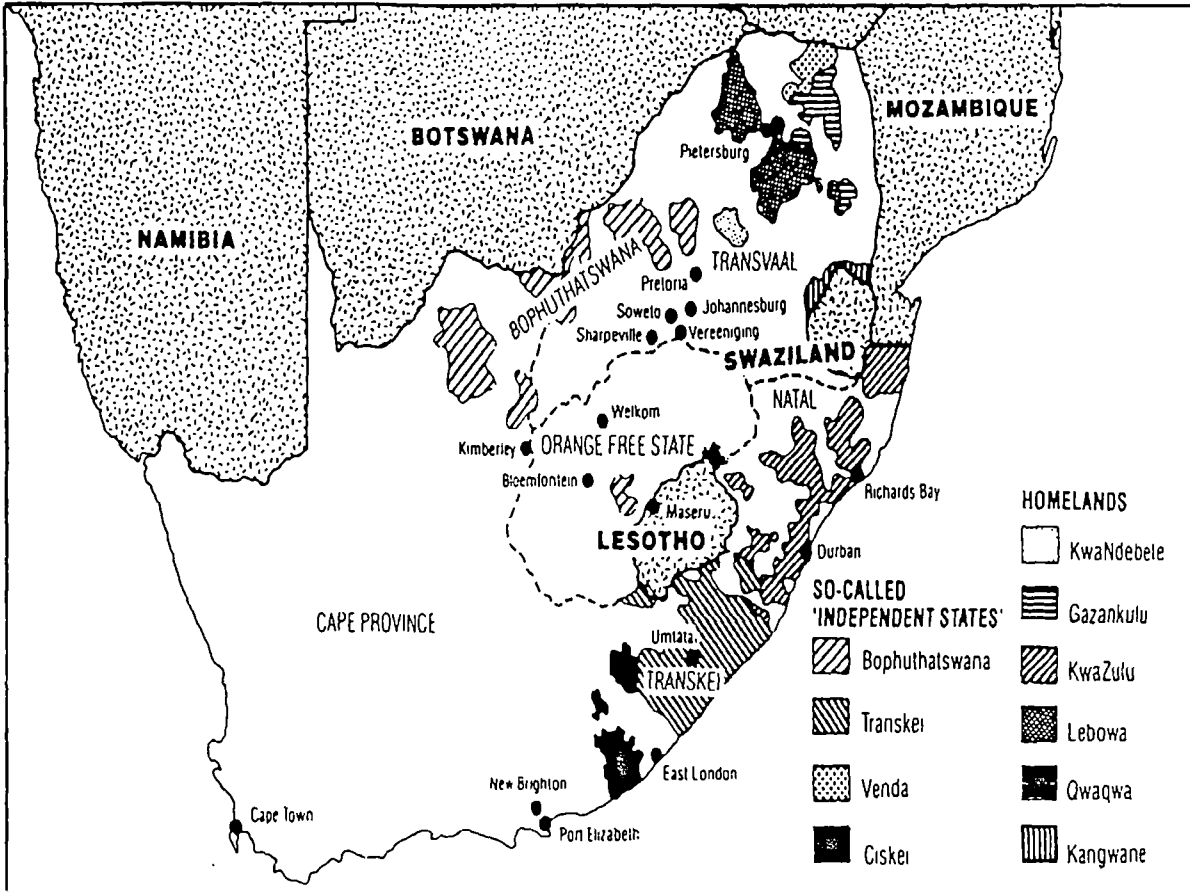 MOZAMBIQUE
BOTSWANA
Pietersburg
NAMIBIA
BOPHUTHATSWANA
TRANSVAAL
Pretoria
Soweto
Johannesburg
Sharpeville
Vereeniging
SWAZILAND
NATAL
Welkom
Kimberley
ORANGE FREE STATE
Bloemfontein
Richards Bay
Maseru
LESOTHO
Durban
CAPE PROVINCE
Umtata
TRANSKEI
East London
New Brighton
Port Elizabeth
Cape Town
SO-CALLED
'INDEPENDENT STATES'
Bophuthatswana
Transkei
Venda
Ciskei
HOMELANDS
KwaNdebele
Gazankulu
KwaZulu
Lebowa
Qwaqwa
Kangwane